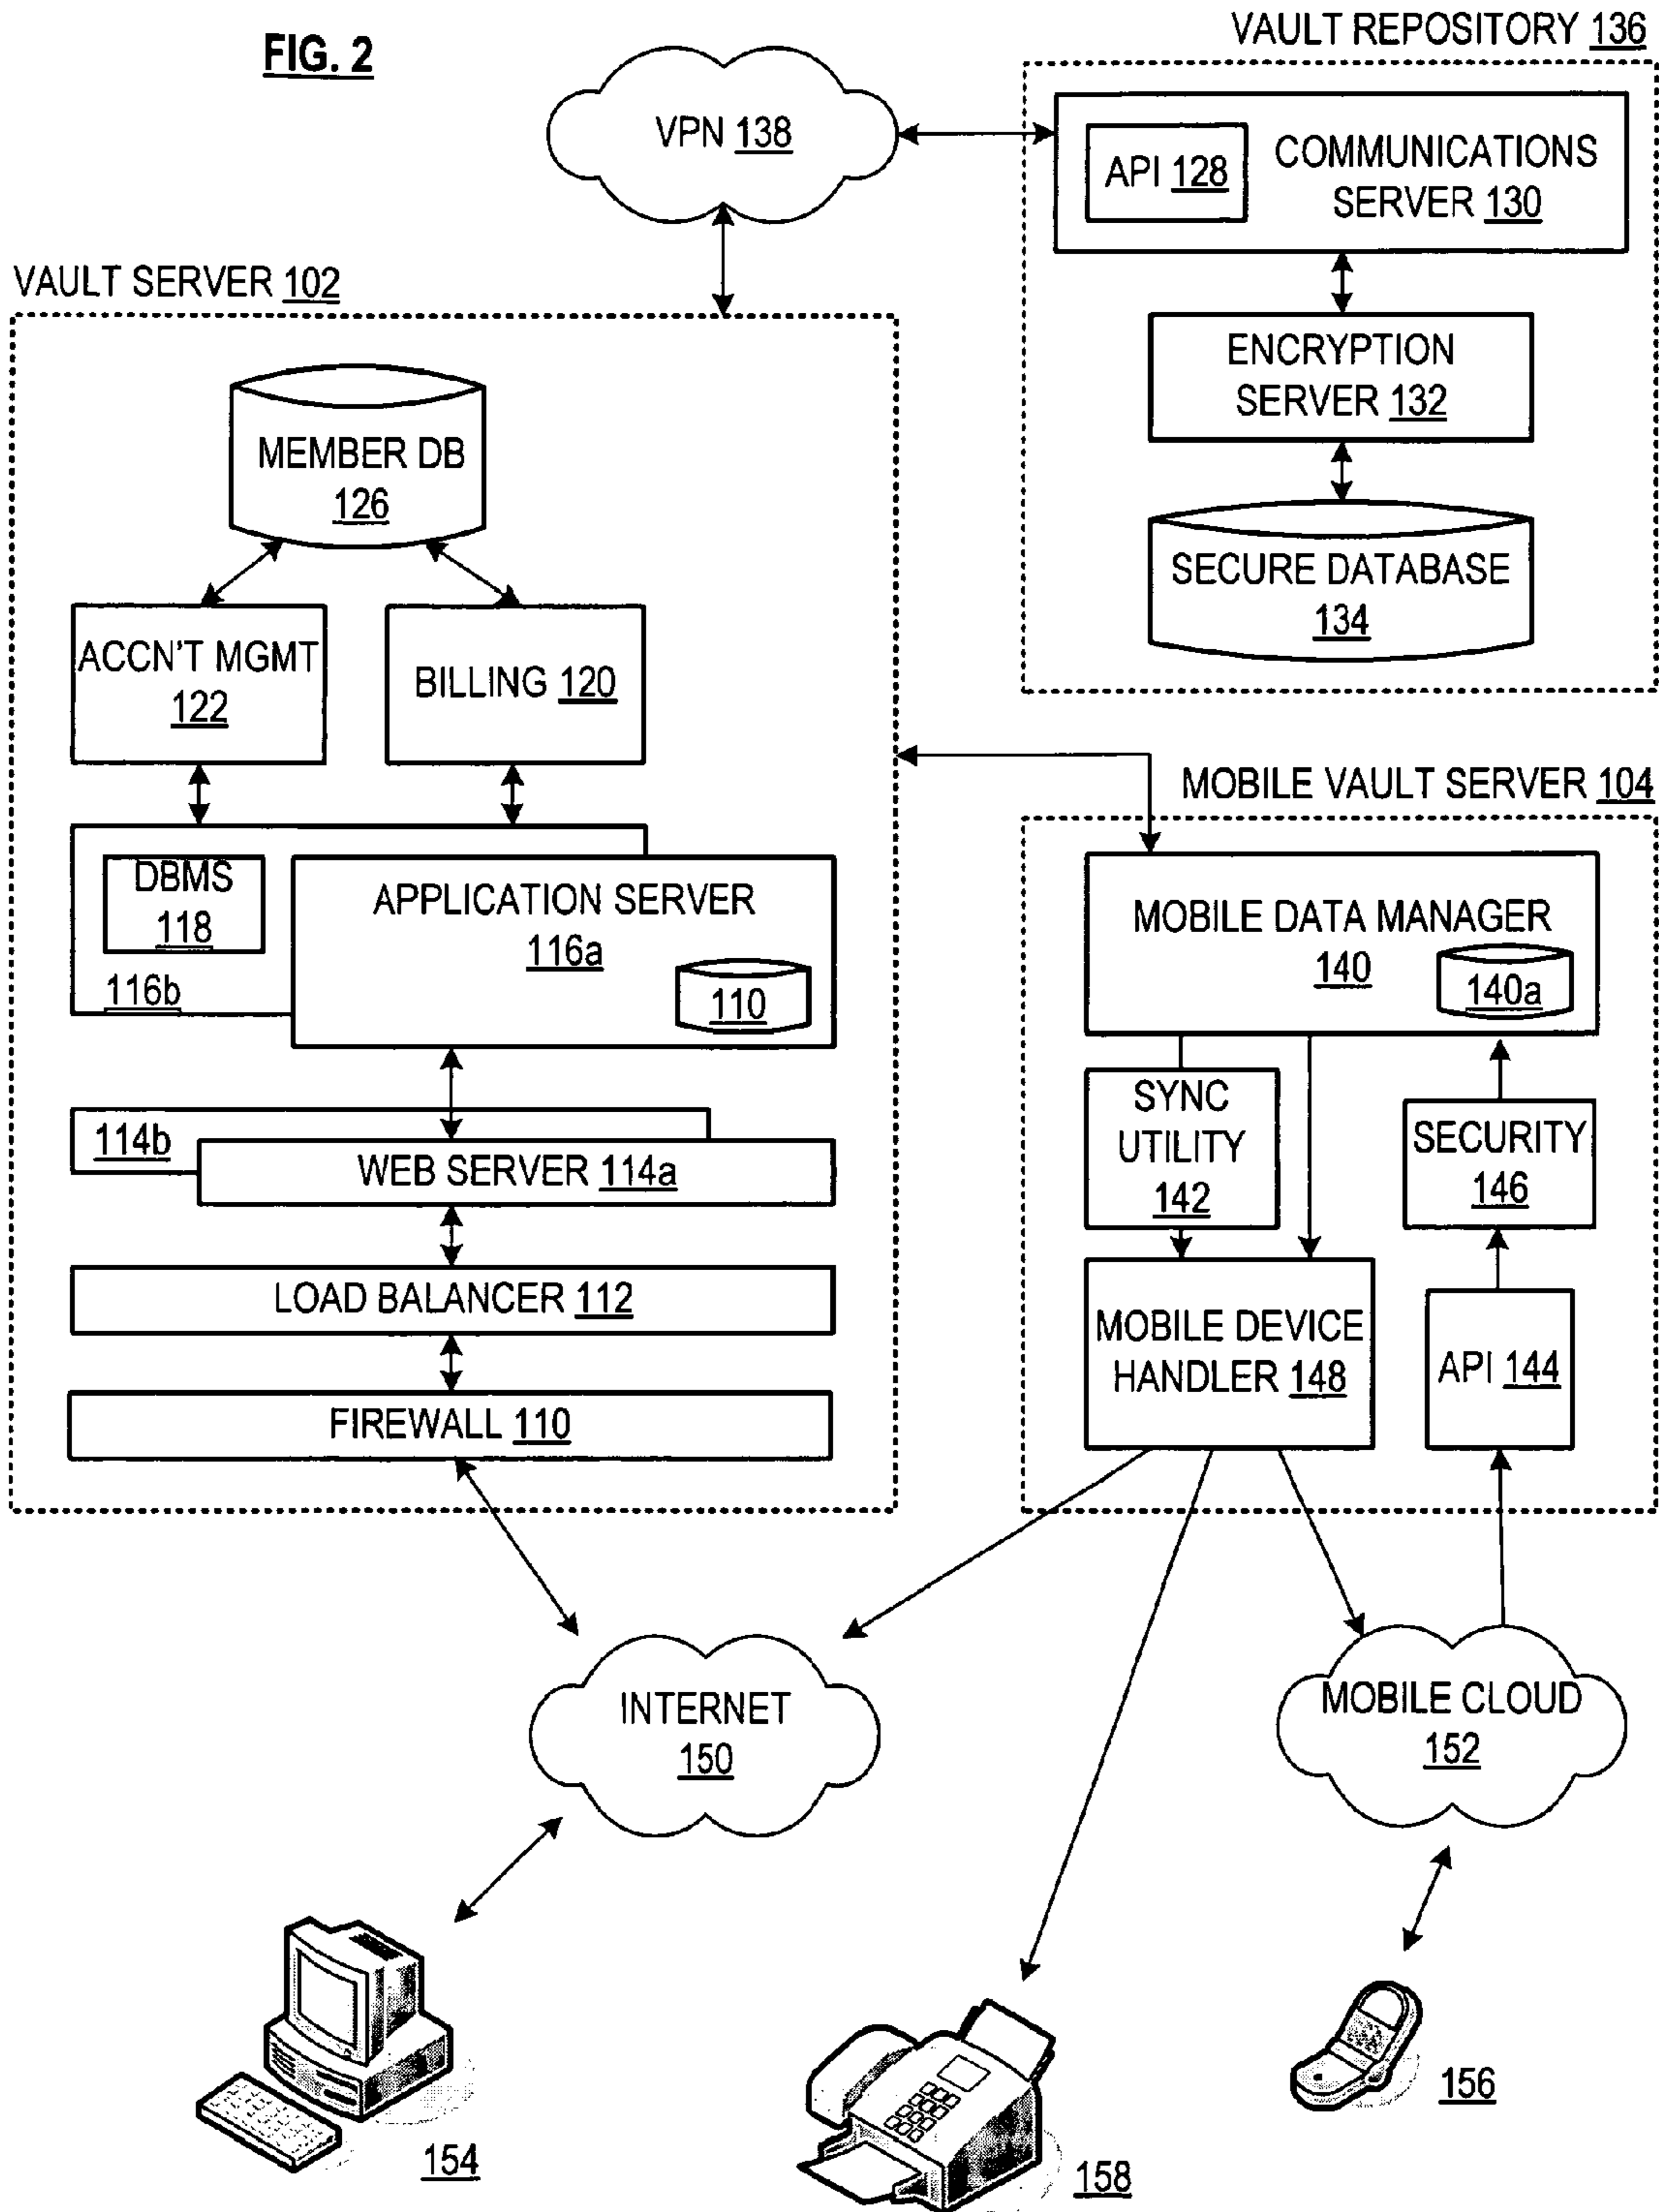 FIG. 2
VAULT REPOSITORY 136
VPN 138
API 128
COMMUNICATIONS
SERVER 130
ENCRYPTION
SERVER 132
SECURE DATABASE
134
VAULT SERVER 102
MEMBER DB
126
ACCN'T MGMT
122
BILLING 120
DBMS
118
116b
APPLICATION SERVER
116a
110
114b
WEB SERVER 114a
LOAD BALANCER 112
FIREWALL 110
MOBILE VAULT SERVER 104
MOBILE DATA MANAGER
140
140a
SYNC
UTILITY
142
SECURITY
146
MOBILE DEVICE
HANDLER 148
API 144
INTERNET
150
MOBILE CLOUD
152
154
158
156